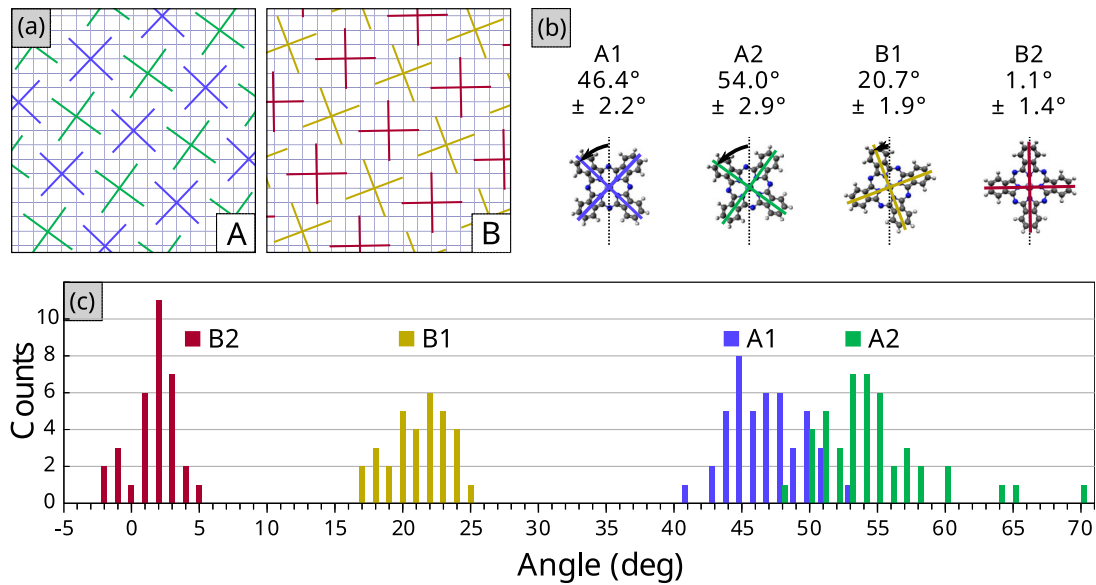 (a)
A
B
(b)
A1 A2 B1 B2
46.4° 54.0° 20.7° 1.1°
± 2.2° ± 2.9° ± 1.9° ± 1.4°
(c)
B2 B1 A1 A2
Counts
10
8
6
4
2
0
-5 0 5 10 15 20 25 30 35 40 45 50 55 60 65 70
Angle (deg)